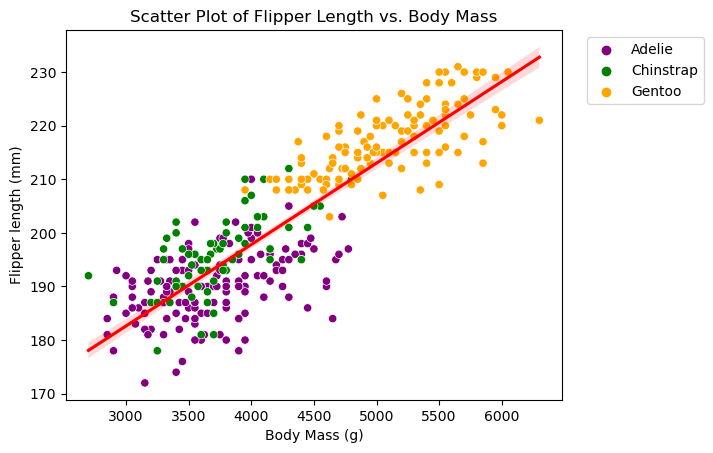 Scatter Plot of Flipper Length vs. Body Mass
Adelie
Chinstrap
Gentoo
Flipper length (mm)
230
220
210
200
190
180
170
3000 3500 4000 4500 5000 5500 6000
Body Mass (g)